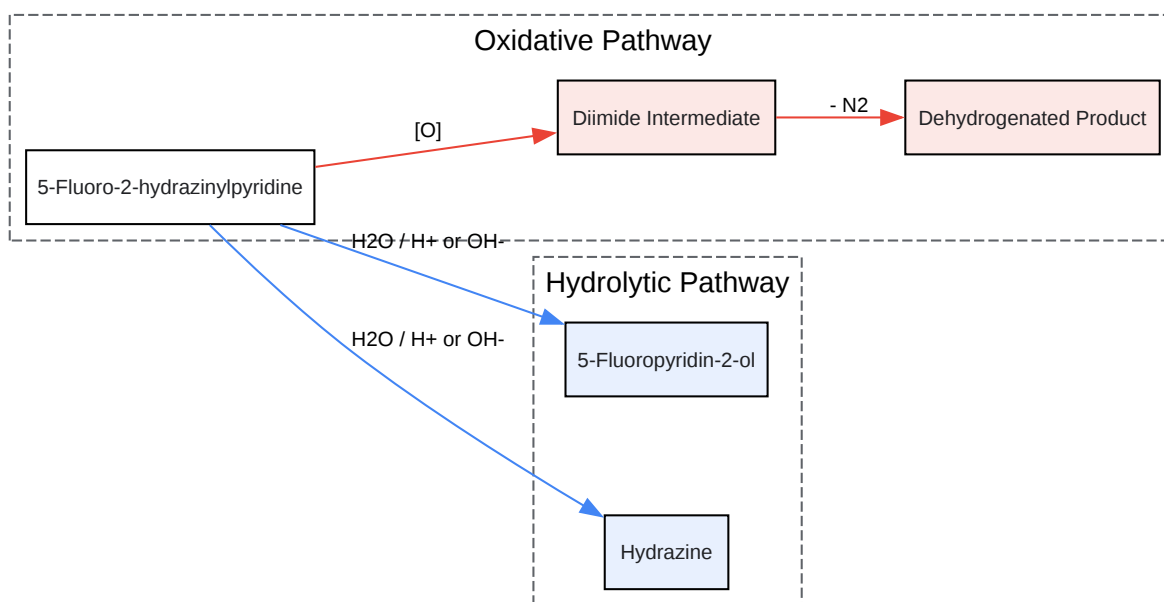 Oxidative Pathway
Diimide Intermediate
- N2
Dehydrogenated Product
[O]
5-Fluoro-2-hydrazinylpyridine
H2O / H+ or OH-
Hydrolytic Pathway
H2O / H+ or OH-
5-Fluoropyridin-2-ol
Hydrazine